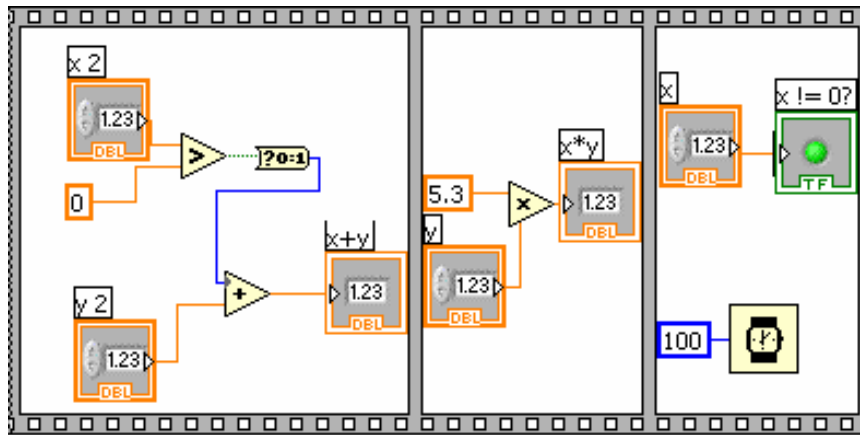 x 2
1.23
DBL
>
?0:1
0
x+y
1.23
DBL
+
y 2
1.23
DBL
x*y
5.3
x
1.23
DBL
y
1.23
DBL
x
1.23
DBL
x != 0?
TF
100